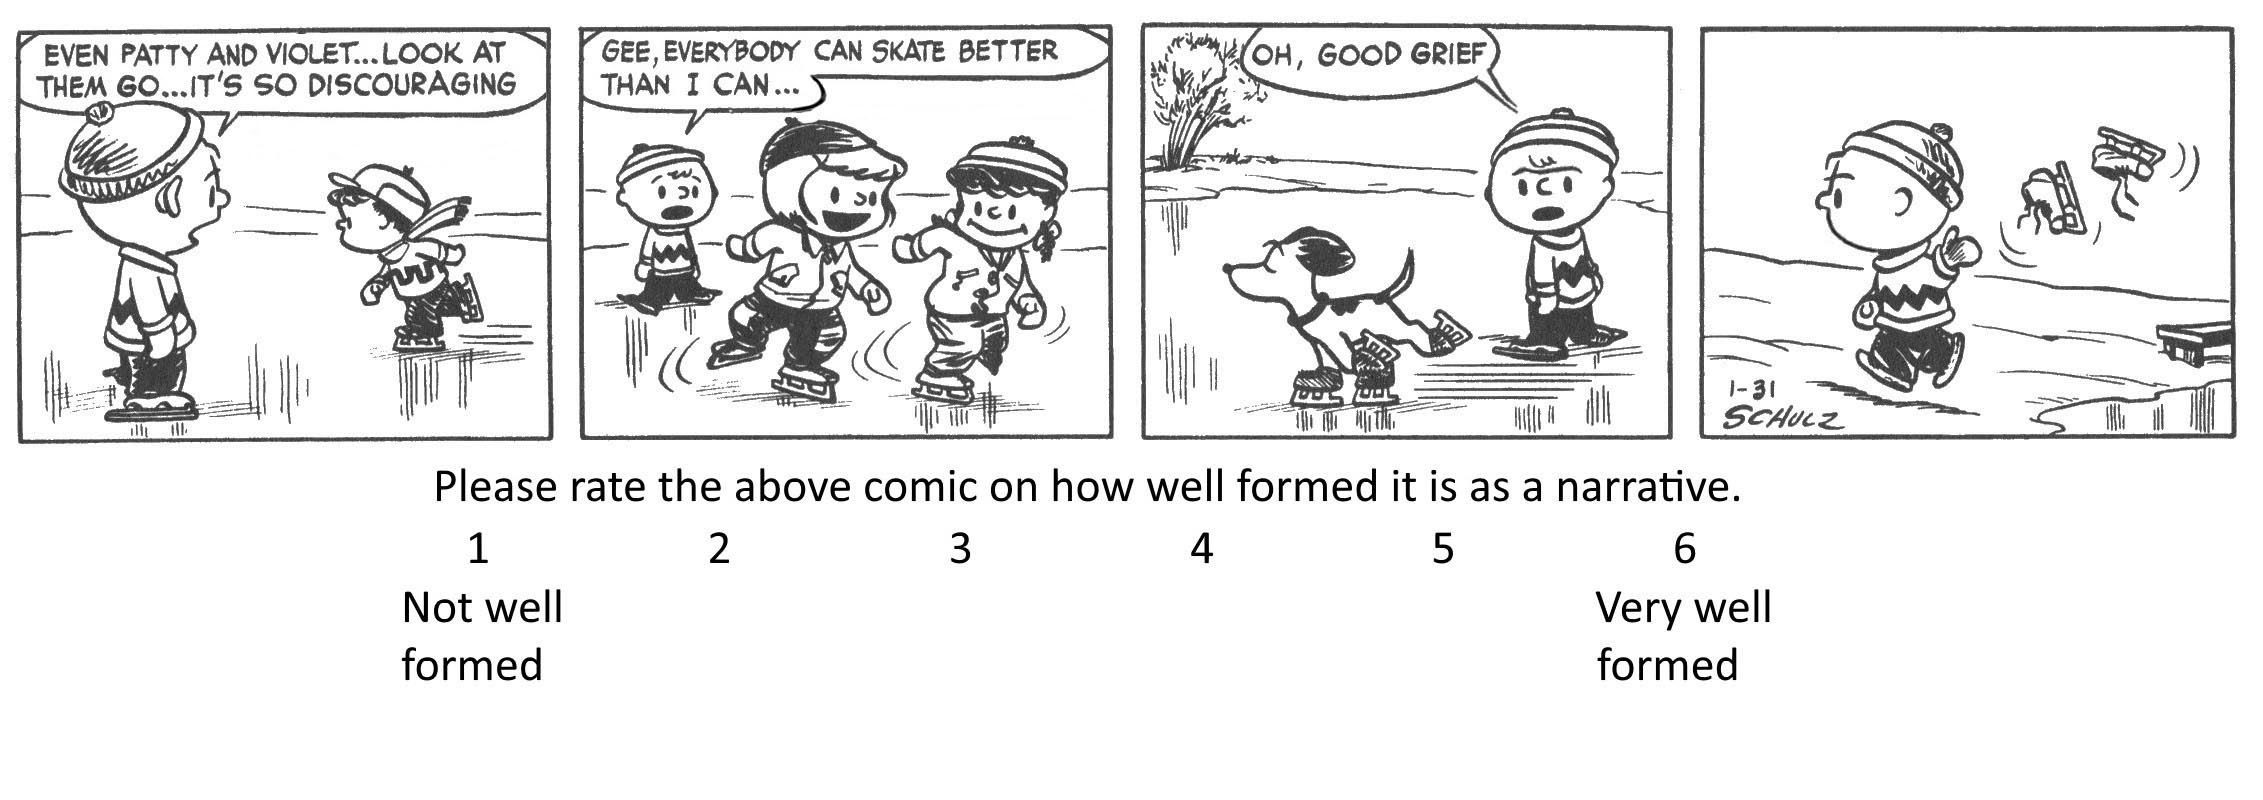 EVEN PATTY AND VIOLET...LOOK AT
THEM GO...IT'S SO DISCOURAGING
GEE, EVERYBODY CAN SKATE BETTER
THAN I CAN...
OH, GOOD GRIEF
1-31
SCHULZ
Please rate the above comic on how well formed it is as a narrative.
1 2 3 4 5 6
Not well
formed
Very well
formed